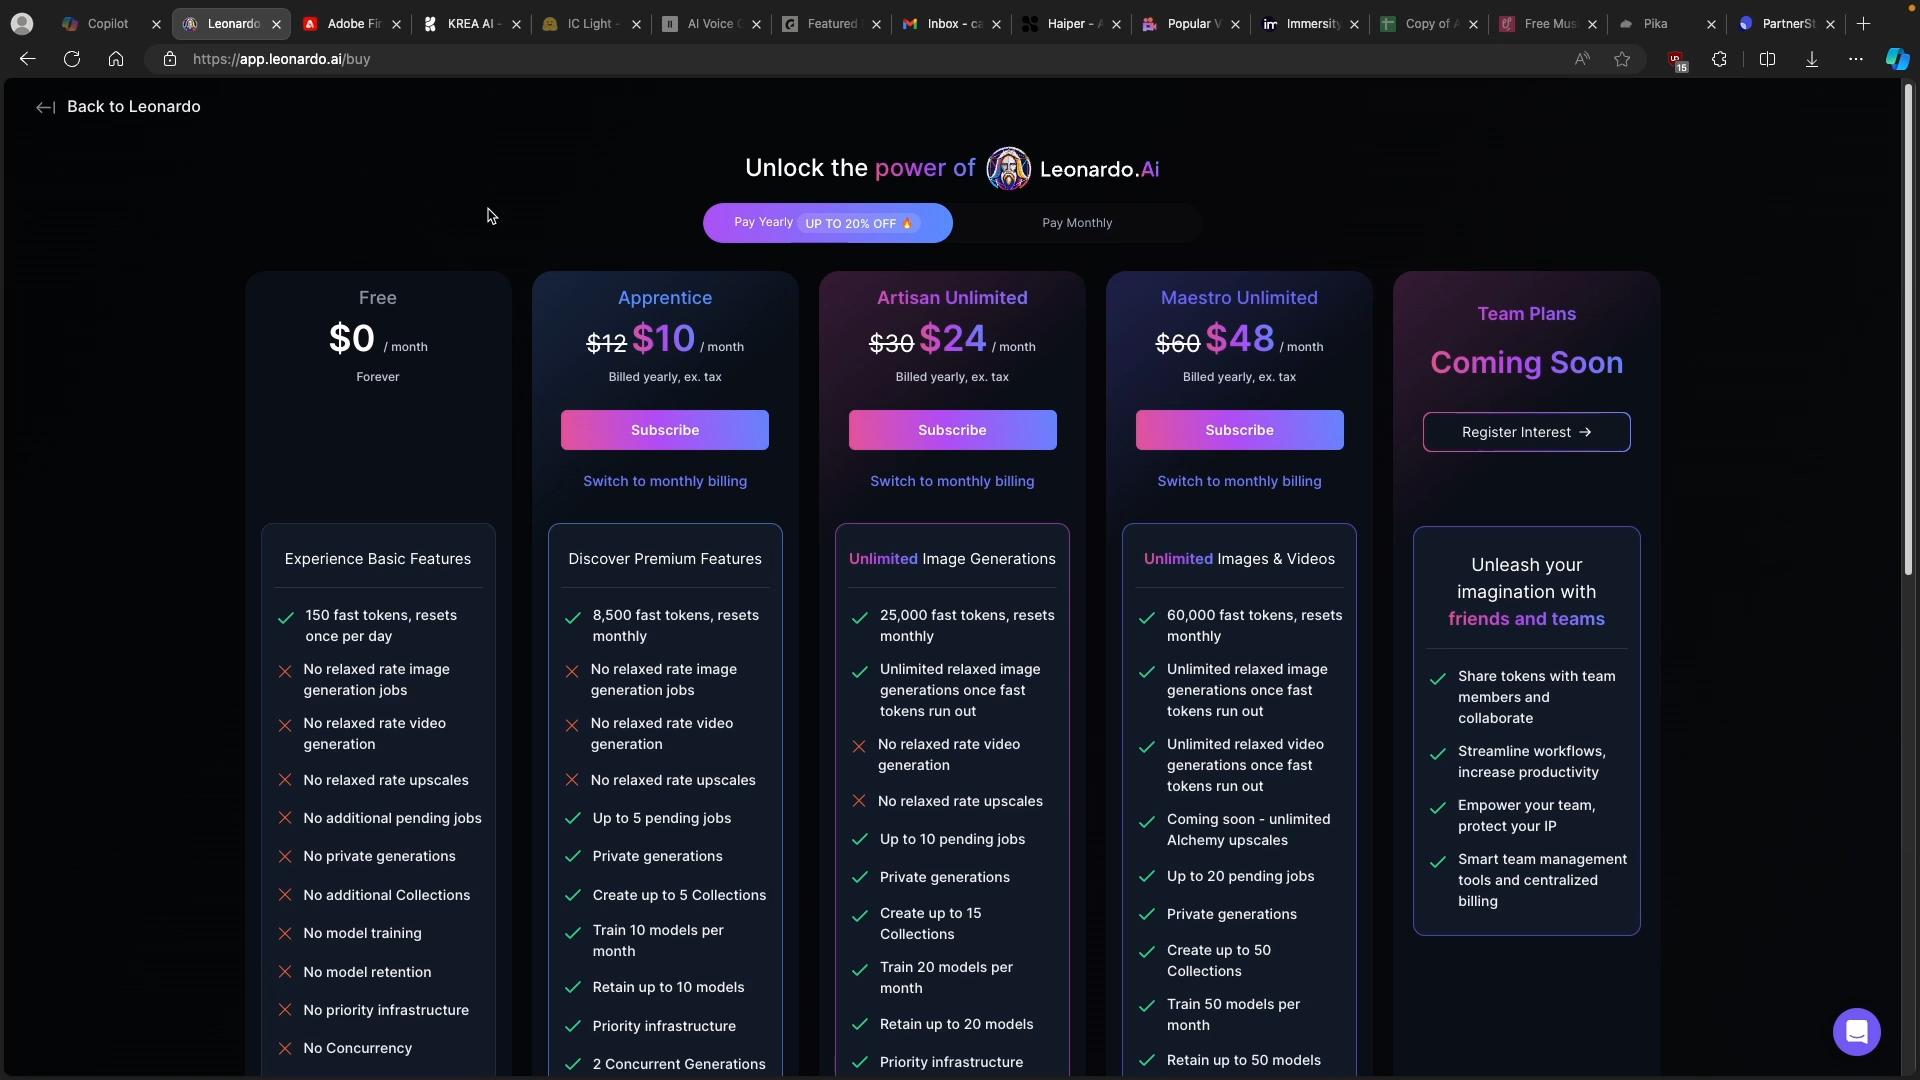 Copilot
Leonardo
Adobe Fir
KREA AI -
IC Light -
AI Voice
Featured
Inbox - ca
Haiper - A
Popular V
Immersity
Copy of A
Free Mus
Pika
PartnerSt
https://app.leonardo.ai/buy
15
Back to Leonardo
Unlock the power of Leonardo.Ai
Pay Yearly UP TO 20% OFF 🔥
Pay Monthly
Free
$0 / month
Forever
Experience Basic Features
150 fast tokens, resets
once per day
No relaxed rate image
generation jobs
No relaxed rate video
generation
No relaxed rate upscales
No additional pending jobs
No private generations
No additional Collections
No model training
No model retention
No priority infrastructure
No Concurrency
Apprentice
$12 $10 / month
Billed yearly, ex. tax
Subscribe
Switch to monthly billing
Discover Premium Features
8,500 fast tokens, resets
monthly
No relaxed rate image
generation jobs
No relaxed rate video
generation
No relaxed rate upscales
Up to 5 pending jobs
Private generations
Create up to 5 Collections
Train 10 models per
month
Retain up to 10 models
Priority infrastructure
2 Concurrent Generations
Artisan Unlimited
$30 $24 / month
Billed yearly, ex. tax
Subscribe
Switch to monthly billing
Unlimited Image Generations
25,000 fast tokens, resets
monthly
Unlimited relaxed image
generations once fast
tokens run out
No relaxed rate video
generation
No relaxed rate upscales
Up to 10 pending jobs
Private generations
Create up to 15
Collections
Train 20 models per
month
Retain up to 20 models
Priority infrastructure
Maestro Unlimited
$60 $48 / month
Billed yearly, ex. tax
Subscribe
Switch to monthly billing
Unlimited Images & Videos
60,000 fast tokens, resets
monthly
Unlimited relaxed image
generations once fast
tokens run out
Unlimited relaxed video
generations once fast
tokens run out
Coming soon - unlimited
Alchemy upscales
Up to 20 pending jobs
Private generations
Create up to 50
Collections
Train 50 models per
month
Retain up to 50 models
Team Plans
Coming Soon
Register Interest →
Unleash your
imagination with
friends and teams
Share tokens with team
members and
collaborate
Streamline workflows,
increase productivity
Empower your team,
protect your IP
Smart team management
tools and centralized
billing